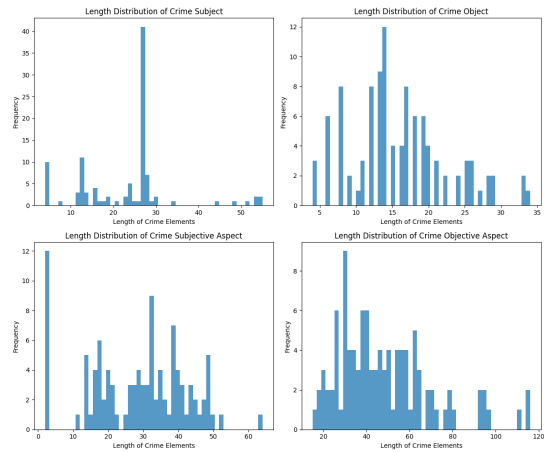 Length Distribution of Crime Subject
40
35
30
25
20
15
10
5
0
Frequency
10 20 30 40 50
Length of Crime Elements
Length Distribution of Crime Object
12
10
8
6
4
2
0
Frequency
5 10 15 20 25 30 35
Length of Crime Elements
Length Distribution of Crime Subjective Aspect
12
10
8
6
4
2
0
Frequency
0 10 20 30 40 50 60
Length of Crime Elements
Length Distribution of Crime Objective Aspect
8
6
4
2
0
Frequency
20 40 60 80 100 120
Length of Crime Elements